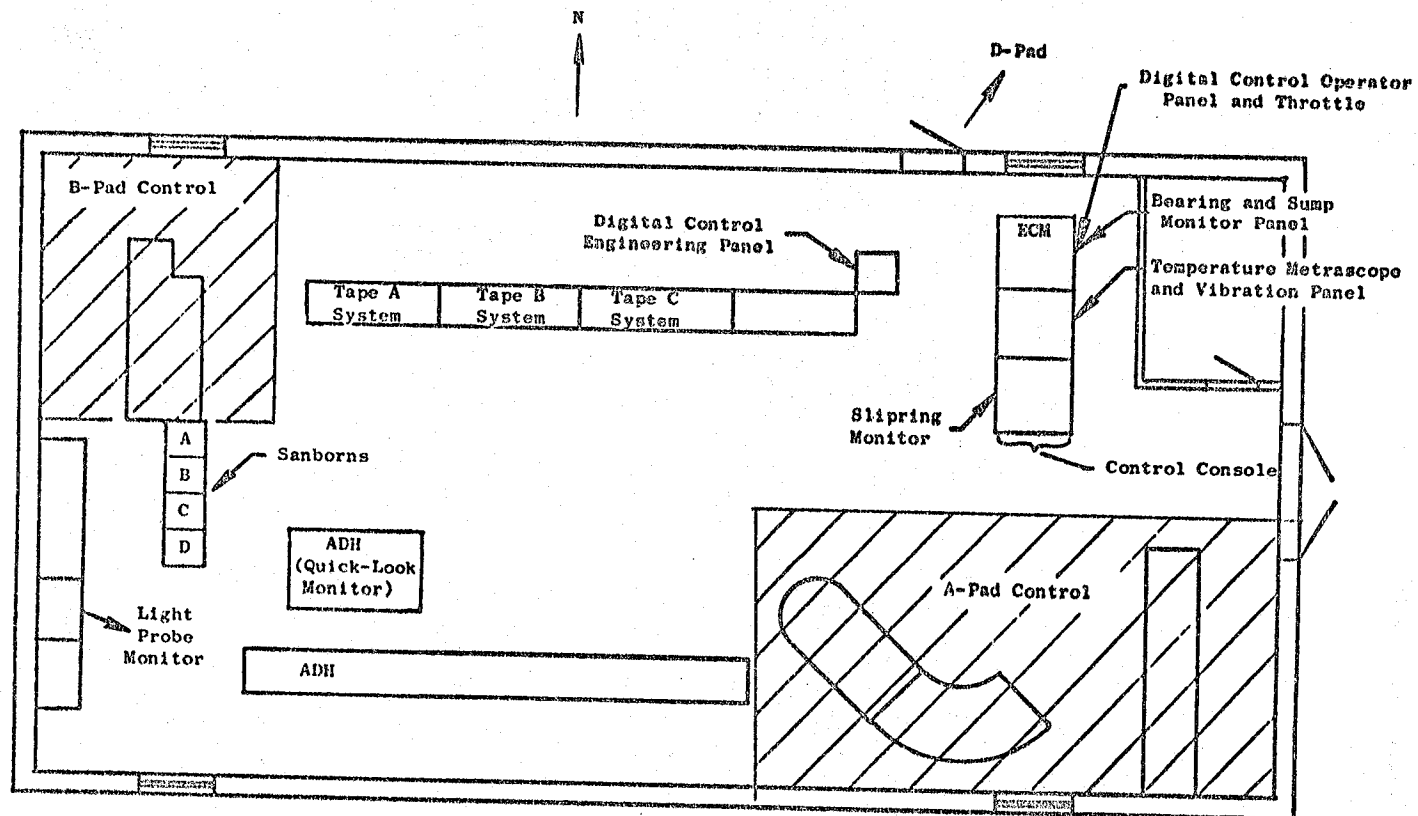 N
D-Pad
Digital Control Operator
Panel and Throttle
B-Pad Control
Bearing and Sump
Monitor Panel
Digital Control
Engineering Panel
ECM
Temperature Metrascope
and Vibration Panel
Tape A
System
Tape B
System
Tape C
System
Slipring
Monitor
A
B
C
D
Sanborns
Control Console
ADH
(Quick-Look
Monitor)
A-Pad Control
Light
Probe
Monitor
ADH